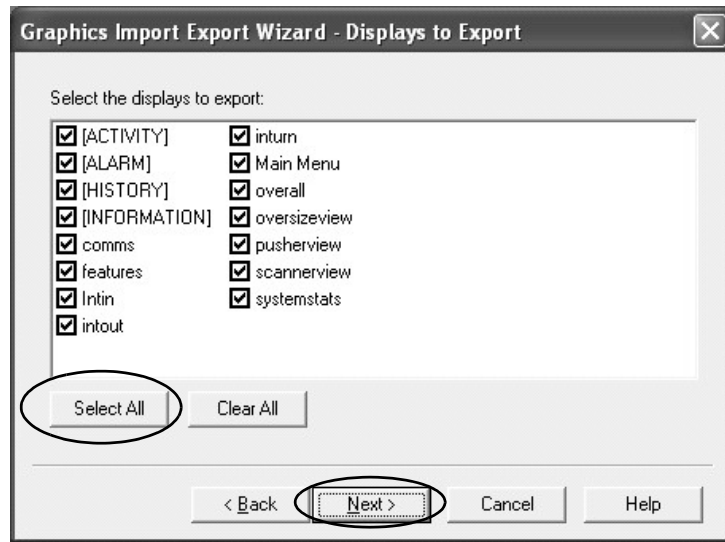 Graphics Import Export Wizard - Displays to Export
Select the displays to export:
[ACTIVITY]
[ALARM]
[HISTORY]
[INFORMATION]
comms
features
Intin
intout
inturn
Main Menu
overall
oversizeview
pusherview
scannerview
systemstats
Select All
Clear All
< Back
Next >
Cancel
Help